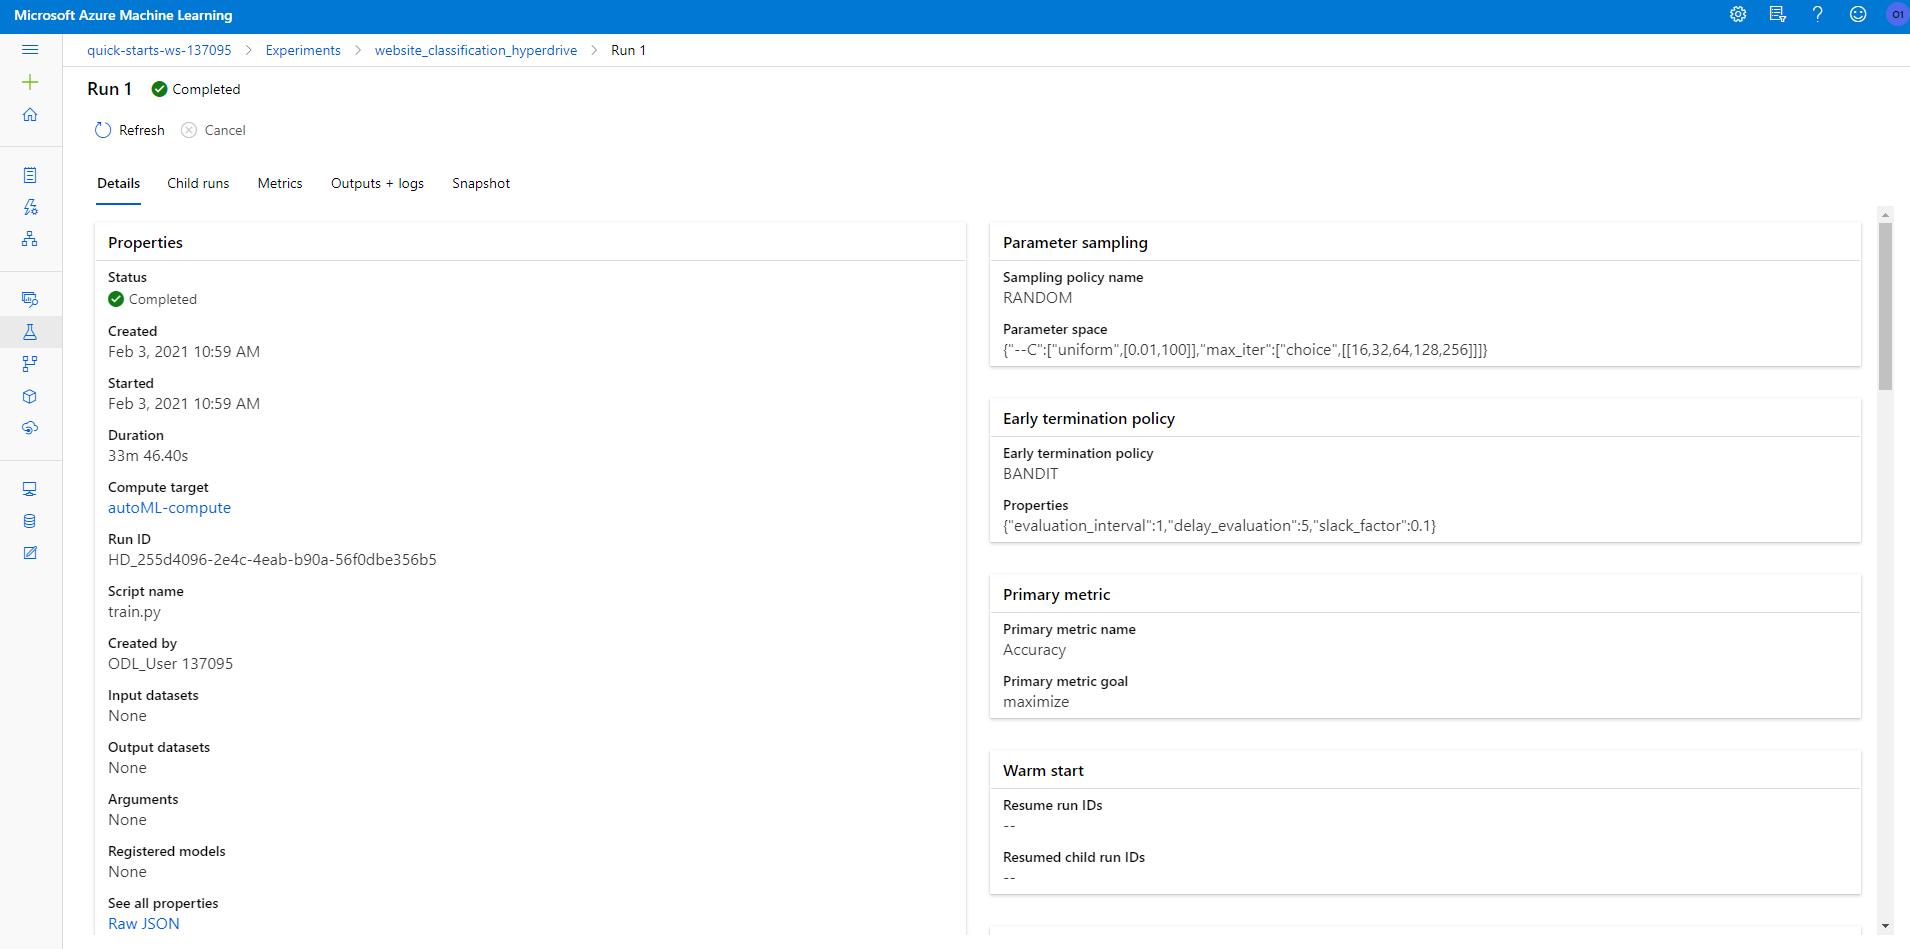 Microsoft Azure Machine Learning
O1
quick-starts-ws-137095 > Experiments > website_classification_hyperdrive > Run 1
Run 1 Completed
Refresh Cancel
Details Child runs Metrics Outputs + logs Snapshot
Properties
Status
Completed
Created
Feb 3, 2021 10:59 AM
Started
Feb 3, 2021 10:59 AM
Duration
33m 46.40s
Compute target
autoML-compute
Run ID
HD_255d4096-2e4c-4eab-b90a-56f0dbe356b5
Script name
train.py
Created by
ODL_User 137095
Input datasets
None
Output datasets
None
Arguments
None
Registered models
None
See all properties
Raw JSON
Parameter sampling
Sampling policy name
RANDOM
Parameter space
{"--C":["uniform",[0.01,100]],"max_iter":["choice",[[16,32,64,128,256]]]}
Early termination policy
Early termination policy
BANDIT
Properties
{"evaluation_interval":1,"delay_evaluation":5,"slack_factor":0.1}
Primary metric
Primary metric name
Accuracy
Primary metric goal
maximize
Warm start
Resume run IDs
--
Resumed child run IDs
--